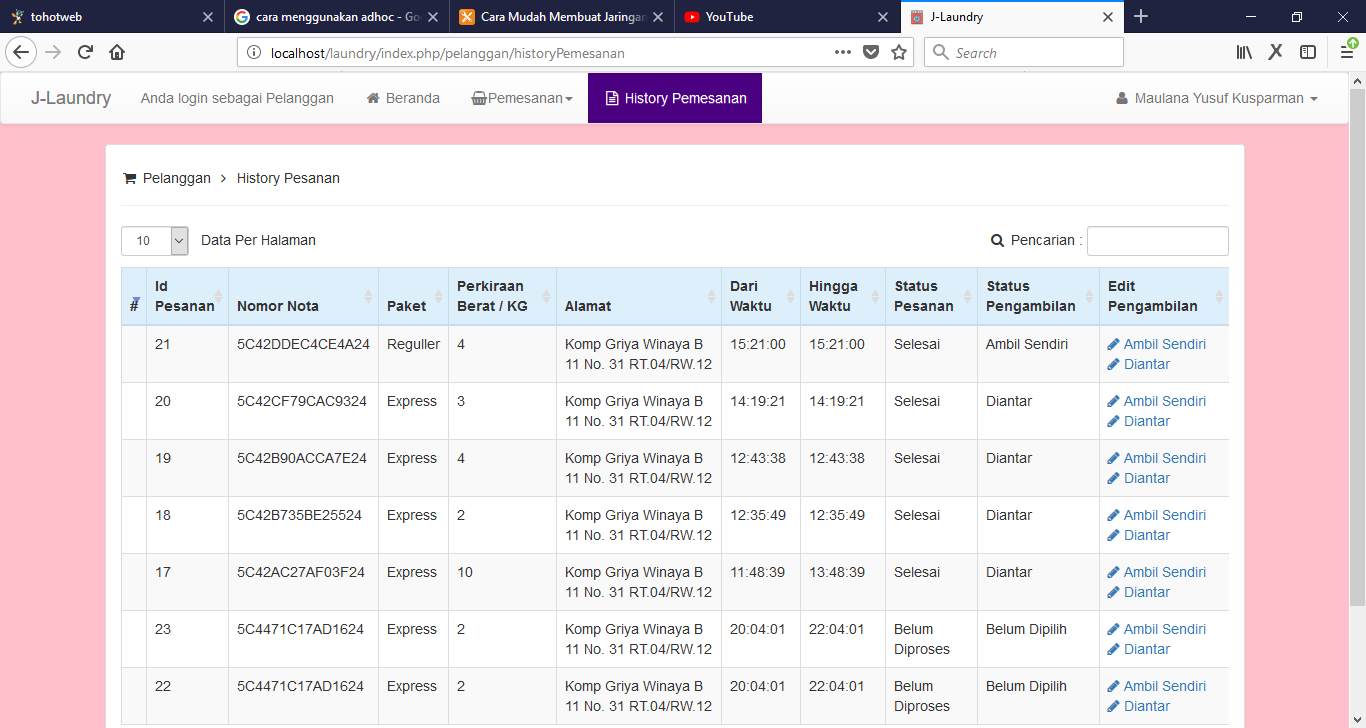 tohotweb
cara menggunakan adhoc - Go
Cara Mudah Membuat Jaringan
YouTube
J-Laundry
localhost/laundry/index.php/pelanggan/historyPemesanan
Search
J-Laundry
Anda login sebagai Pelanggan
Beranda
Pemesanan
History Pemesanan
Maulana Yusuf Kusparman
Pelanggan > History Pesanan
10 Data Per Halaman
Pencarian :
# Id Pesanan Nomor Nota Paket Perkiraan Berat / KG Alamat Dari Waktu Hingga Waktu Status Pesanan Status Pengambilan Edit Pengambilan
21 5C42DDEC4CE4A24 Reguller 4 Komp Griya Winaya B 15:21:00 15:21:00 Selesai Ambil Sendiri Ambil Sendiri
11 No. 31 RT.04/RW.12 Diantar
20 5C42CF79CAC9324 Express 3 Komp Griya Winaya B 14:19:21 14:19:21 Selesai Diantar Ambil Sendiri
11 No. 31 RT.04/RW.12 Diantar
19 5C42B90ACCA7E24 Express 4 Komp Griya Winaya B 12:43:38 12:43:38 Selesai Diantar Ambil Sendiri
11 No. 31 RT.04/RW.12 Diantar
18 5C42B735BE25524 Express 2 Komp Griya Winaya B 12:35:49 12:35:49 Selesai Diantar Ambil Sendiri
11 No. 31 RT.04/RW.12 Diantar
17 5C42AC27AF03F24 Express 10 Komp Griya Winaya B 11:48:39 13:48:39 Selesai Diantar Ambil Sendiri
11 No. 31 RT.04/RW.12 Diantar
23 5C4471C17AD1624 Express 2 Komp Griya Winaya B 20:04:01 22:04:01 Belum Belum Dipilih Ambil Sendiri
11 No. 31 RT.04/RW.12 Diproses Diantar
22 5C4471C17AD1624 Express 2 Komp Griya Winaya B 20:04:01 22:04:01 Belum Belum Dipilih Ambil Sendiri
11 No. 31 RT.04/RW.12 Diproses Diantar